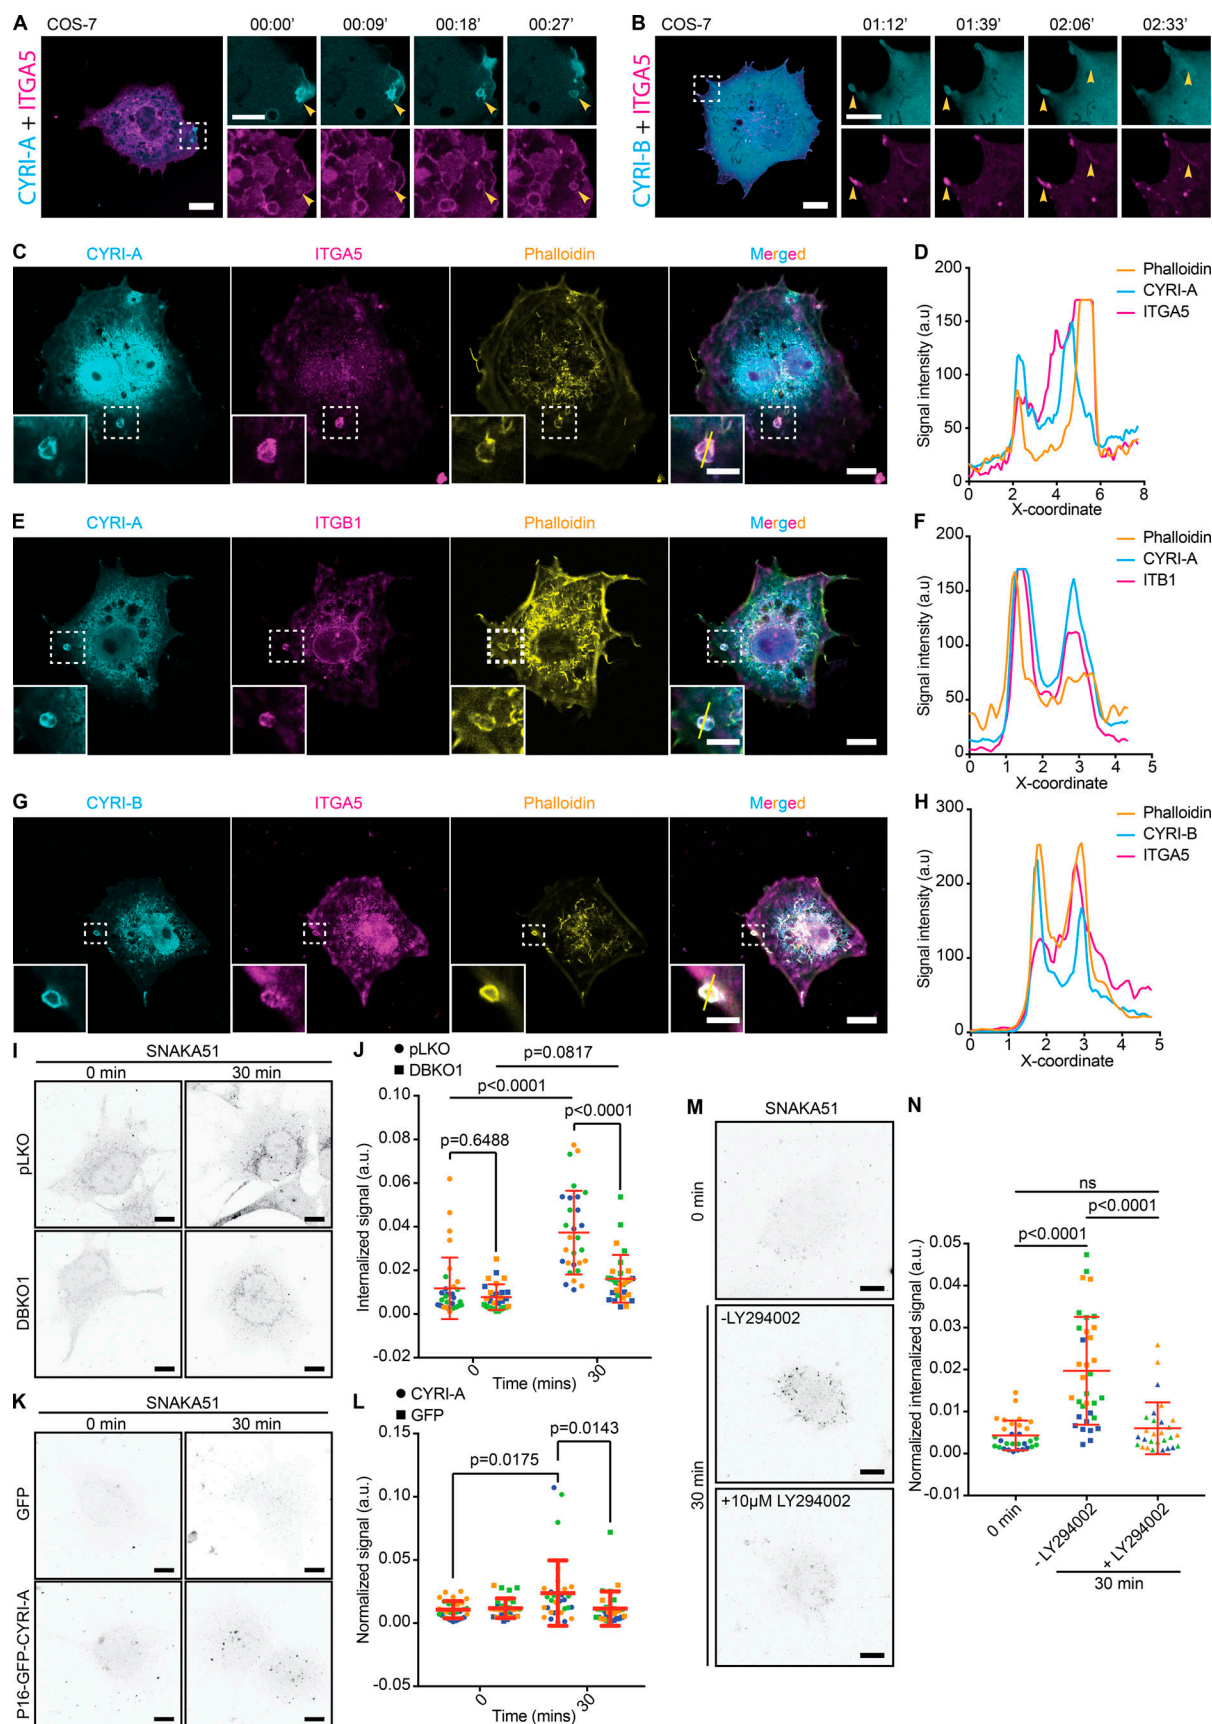 A COS-7 00:00' 00:09' 00:18' 00:27'
CYRI-A + ITGA5
B COS-7 01:12' 01:39' 02:06' 02:33'
CYRI-B + ITGA5
C CYRI-A ITGA5 Phalloidin Merged
D
Phalloidin
CYRI-A
ITGA5
Signal intensity (a.u)
200
150
100
50
0
0 2 4 6 8
X-coordinate
E CYRI-A ITGB1 Phalloidin Merged
F
Phalloidin
CYRI-A
ITB1
Signal intensity (a.u)
200
150
100
50
0
0 1 2 3 4 5
X-coordinate
G CYRI-B ITGA5 Phalloidin Merged
H
Phalloidin
CYRI-B
ITGA5
Signal intensity (a.u)
300
200
100
0
0 1 2 3 4 5
X-coordinate
I SNAKA51
0 min 30 min
pLKO
DBKO1
J
pLKO
DBKO1
p=0.0817
p<0.0001
p<0.0001
p=0.6488
Internalized signal (a.u.)
0.10
0.08
0.06
0.04
0.02
0.00
-0.02
0 30
Time (mins)
K SNAKA51
0 min 30 min
GFP
P16-GFP-CYRI-A
L
CYRI-A
GFP
p=0.0143
p=0.0175
Normalized signal (a.u.)
0.15
0.10
0.05
0.00
-0.05
0 30
Time (mins)
M SNAKA51
0 min
30 min
-LY294002
+10μM LY294002
N
ns
p<0.0001
p<0.0001
Normalized internalized signal (a.u.)
0.05
0.04
0.03
0.02
0.01
0.00
-0.01
0 min
- LY294002
+ LY294002
30 min